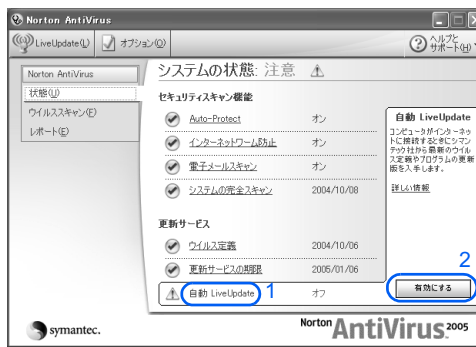 Norton AntiVirus
LiveUpdate(L)
オプション(O)
ヘルプとサポート(H)
Norton AntiVirus
状態(U)
ウイルススキャン(E)
レポート(E)
システムの状態: 注意
セキュリティスキャン機能
Auto-Protect オン
インターネットワーム防止 オン
電子メールスキャン オン
システムの完全スキャン 2004/10/08
更新サービス
ウイルス定義 2004/10/06
更新サービスの期限 2005/01/06
自動 LiveUpdate 1 オフ
自動 LiveUpdate
コンピュータがインターネッ
トに接続するときにシマン
テック社から最新のウイル
ス定義やプログラムの更新
版を入手します。
詳しい情報
2
有効にする
symantec.
Norton AntiVirus 2005